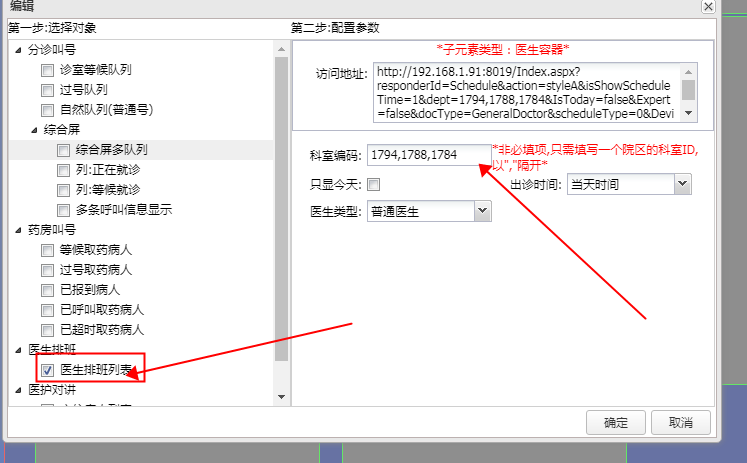 编辑
第一步:选择对象
分诊叫号
诊室等候队列
过号队列
自然队列(普通号)
综合屏
综合屏多队列
列:正在就诊
列:等候就诊
多条呼叫信息显示
药房叫号
等候取药病人
过号取药病人
已报到病人
已呼叫取药病人
已超时取药病人
医生排班
医生排班列表
医护对讲
第二步:配置参数
*子元素类型：医生容器*
访问地址:
http://192.168.1.91:8019/Index.aspx?
responderId=Schedule&action=styleA&isShowSchedule
Time=1&dept=1794,1788,1784&IsToday=false&Expert
=false&docType=GeneralDoctor&scheduleType=0&Devi
科室编码: 1794,1788,1784 *非必填项,只需填写一个院区的科室ID,
以","隔开*
只显今天: 出诊时间: 当天时间
医生类型: 普通医生
确定 取消